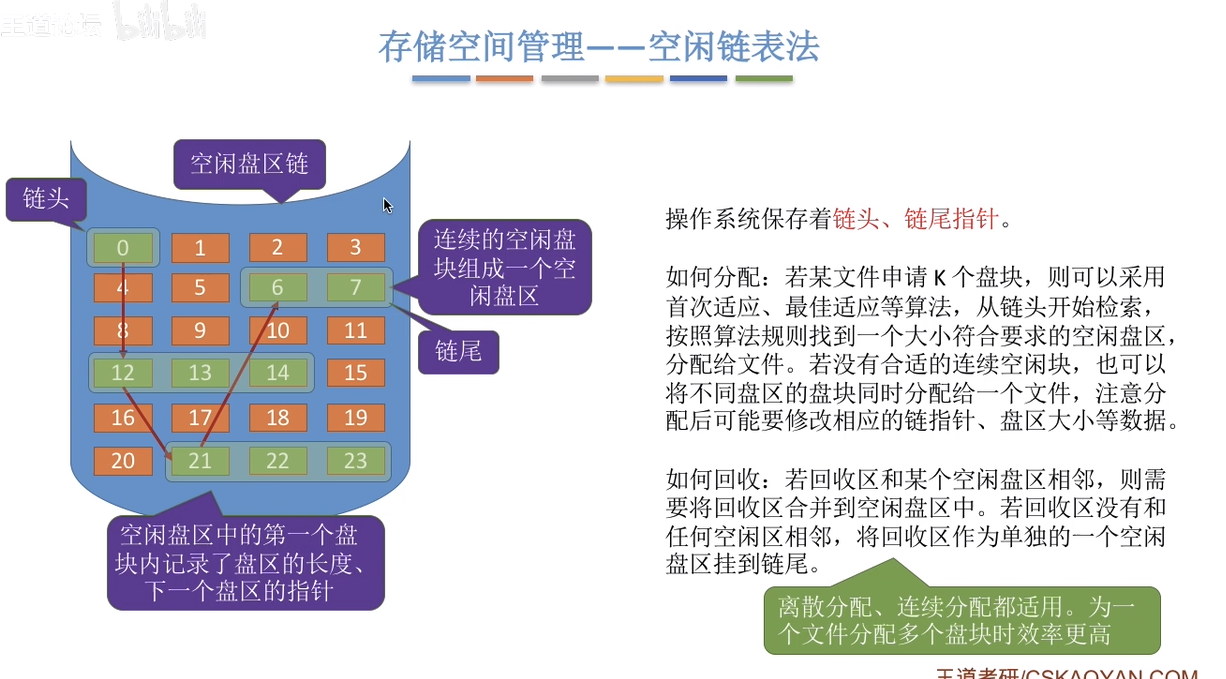 王道论坛 bilibili
存储空间管理——空闲链表法
空闲盘区链
链头
0 1 2 3
4 5 6 7
8 9 10 11
12 13 14 15
16 17 18 19
20 21 22 23
连续的空闲盘
块组成一个空
闲盘区
链尾
空闲盘区中的第一个盘
块内记录了盘区的长度、
下一个盘区的指针
操作系统保存着链头、链尾指针。
如何分配：若某文件申请 K 个盘块，则可以采用
首次适应、最佳适应等算法，从链头开始检索，
按照算法规则找到一个大小符合要求的空闲盘区，
分配给文件。若没有合适的连续空闲块，也可以
将不同盘区的盘块同时分配给一个文件，注意分
配后可能要修改相应的链指针、盘区大小等数据。
如何回收：若回收区和某个空闲盘区相邻，则需
要将回收区合并到空闲盘区中。若回收区没有和
任何空闲区相邻，将回收区作为单独的一个空闲
盘区挂到链尾。
离散分配、连续分配都适用。为一
个文件分配多个盘块时效率更高
王道考研/CSKAOYAN.COM